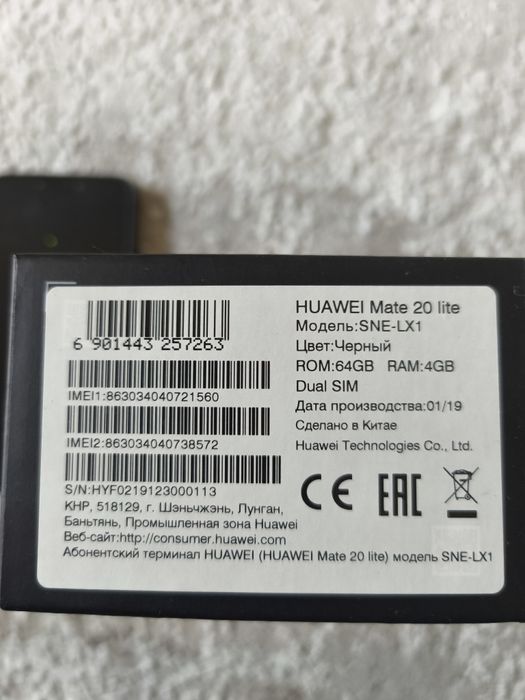 HUAWEI Mate 20 lite
Модель:SNE-LX1
Цвет:Черный
ROM:64GB RAM:4GB
Dual SIM
Дата производства:01/19
Сделано в Китае
Huawei Technologies Co., Ltd.
6 901443 257263
IMEI1:863034040721560
IMEI2:863034040738572
S/N:HYF0219123000113
КНР, 518129, г. Шэньчжэнь, Лунган,
Баньтянь, Промышленная зона Huawei
Веб-сайт:http://consumer.huawei.com
Абонентский терминал HUAWEI (HUAWEI Mate 20 lite) модель SNE-LX1
CE EAC